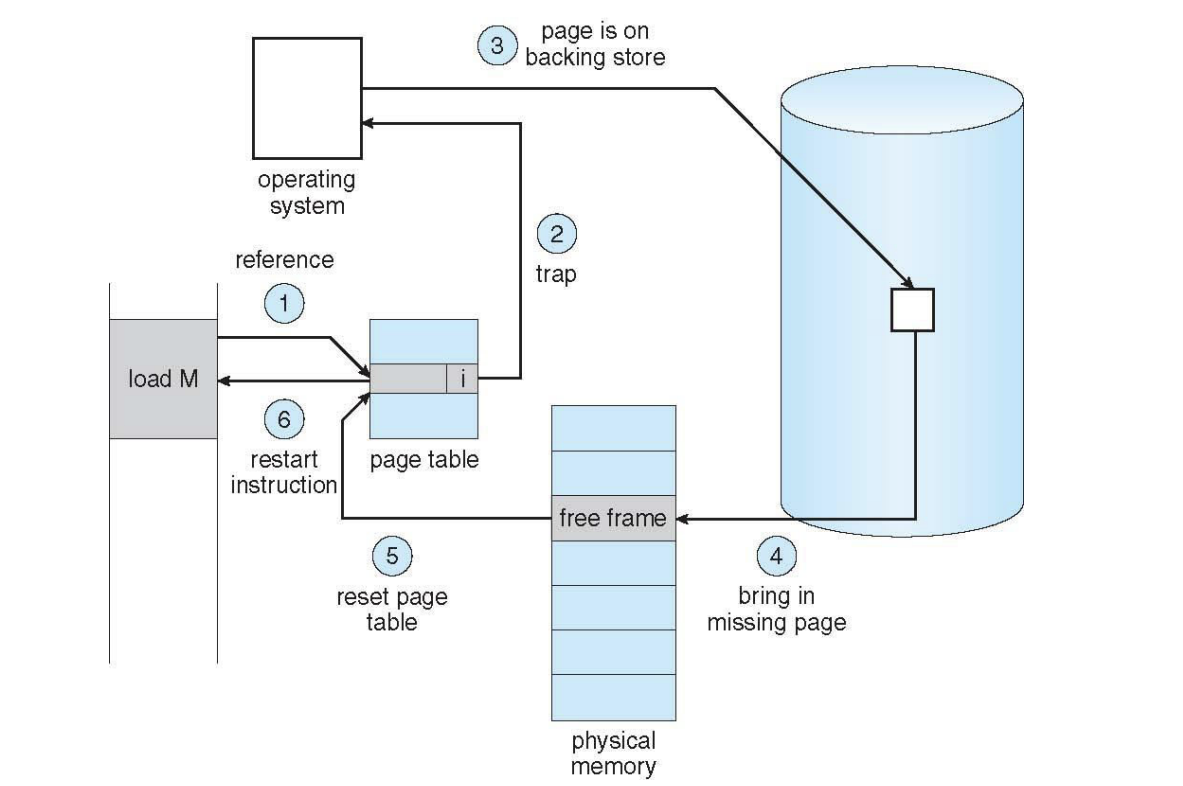 3
page is on
backing store
operating
system
2
trap
reference
1
load M
i
6
restart
instruction
page table
free frame
5
reset page
table
4
bring in
missing page
physical
memory